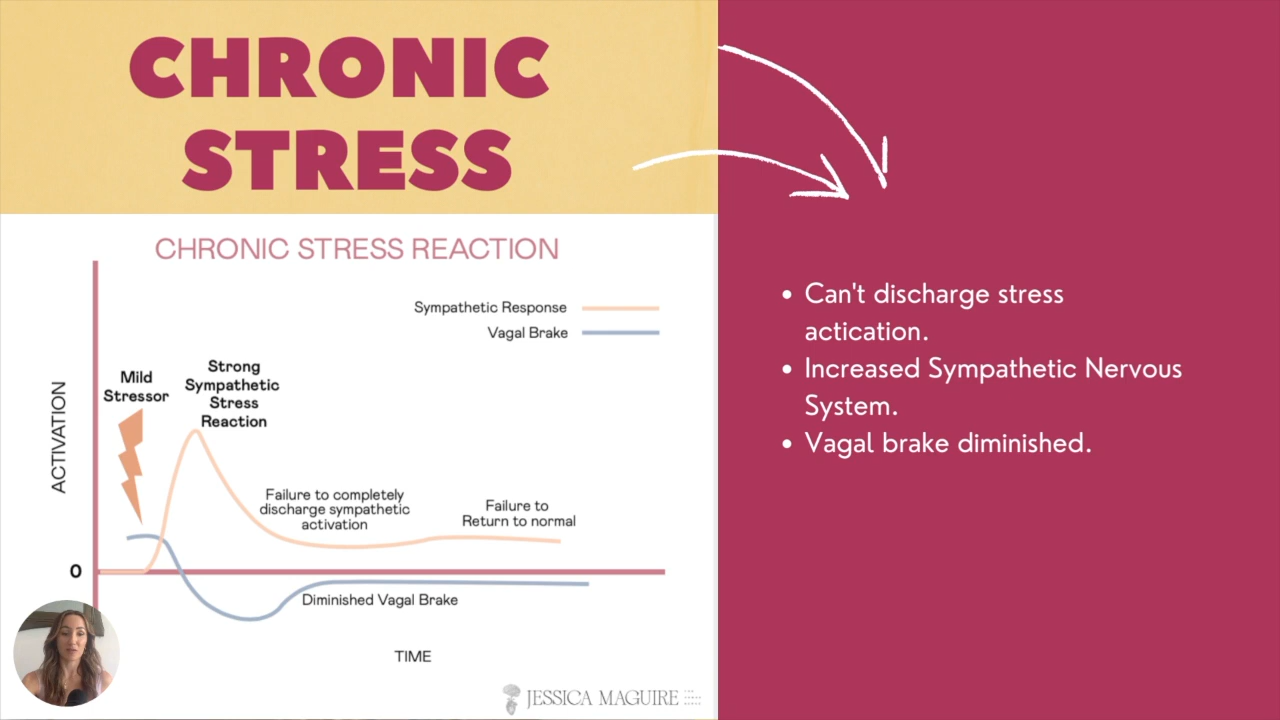 CHRONIC
STRESS
CHRONIC STRESS REACTION
Sympathetic Response
Vagal Brake
Mild
Stressor
Strong
Sympathetic
Stress
Reaction
ACTIVATION
Failure to completely
discharge sympathetic
activation
Failure to
Return to normal
0
Diminished Vagal Brake
TIME
JESSICA MAGUIRE
• Can't discharge stress
actication.
• Increased Sympathetic Nervous
System.
• Vagal brake diminished.